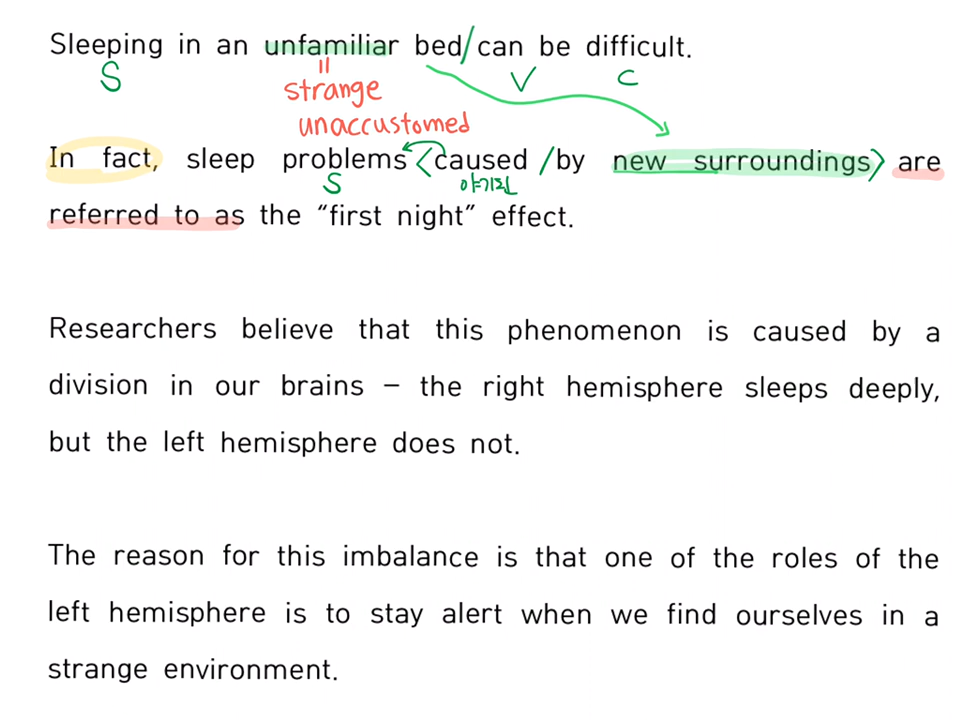 Sleeping in an unfamiliar bed/can be difficult.
S
=
strange
V
C
unaccustomed
In fact, sleep problems <caused /by new surroundings> are
S
야기된
referred to as the “first night” effect.
Researchers believe that this phenomenon is caused by a
division in our brains – the right hemisphere sleeps deeply,
but the left hemisphere does not.
The reason for this imbalance is that one of the roles of the
left hemisphere is to stay alert when we find ourselves in a
strange environment.